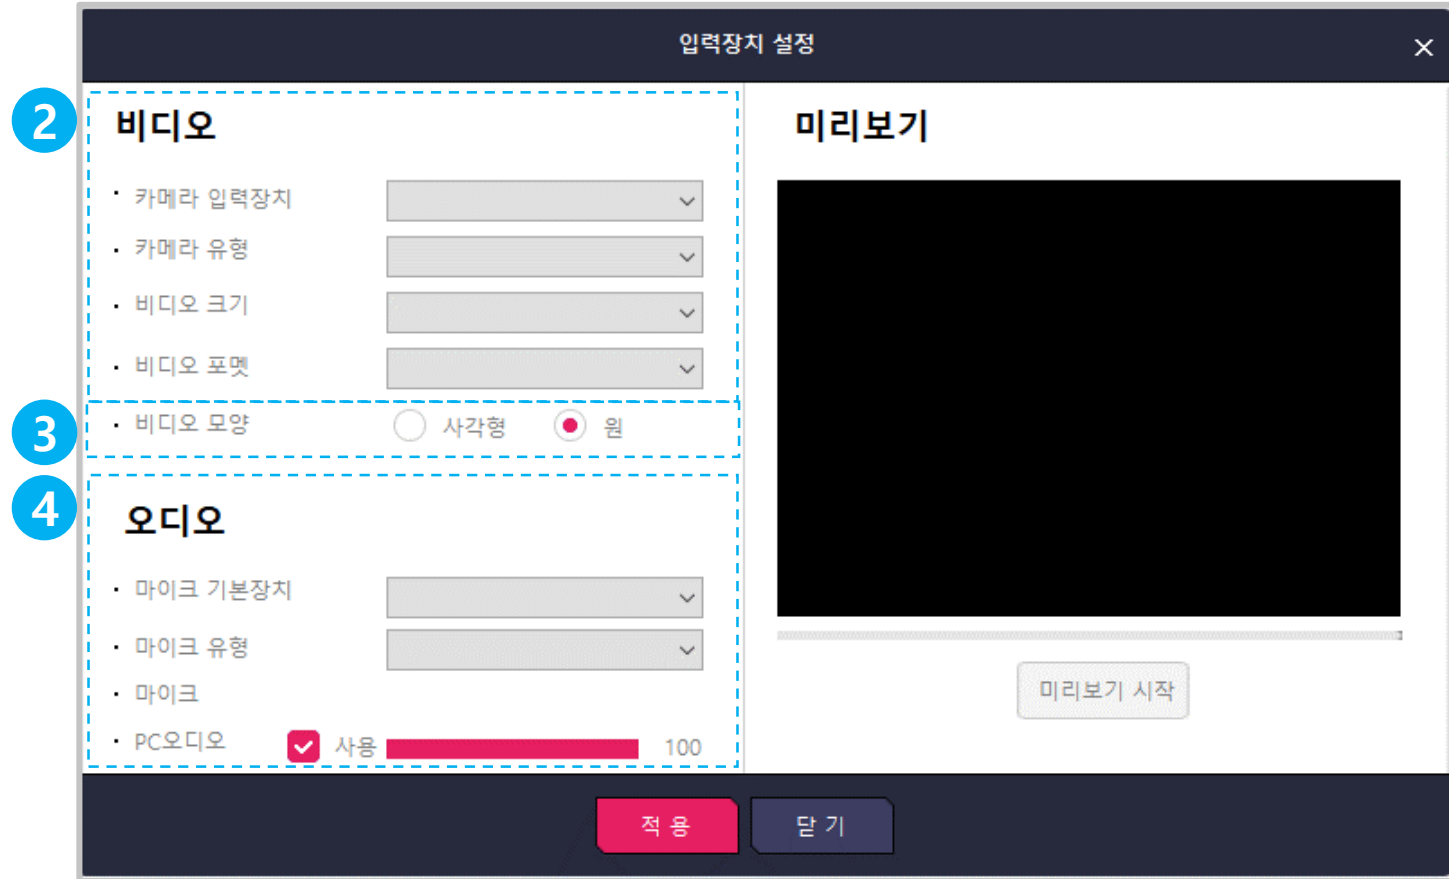 입력장치 설정
2
비디오
· 카메라 입력장치
· 카메라 유형
· 비디오 크기
· 비디오 포멧
3
· 비디오 모양 사각형 원
4
오디오
· 마이크 기본장치
· 마이크 유형
· 마이크
· PC오디오 사용 100
미리보기
미리보기 시작
적 용 닫 기